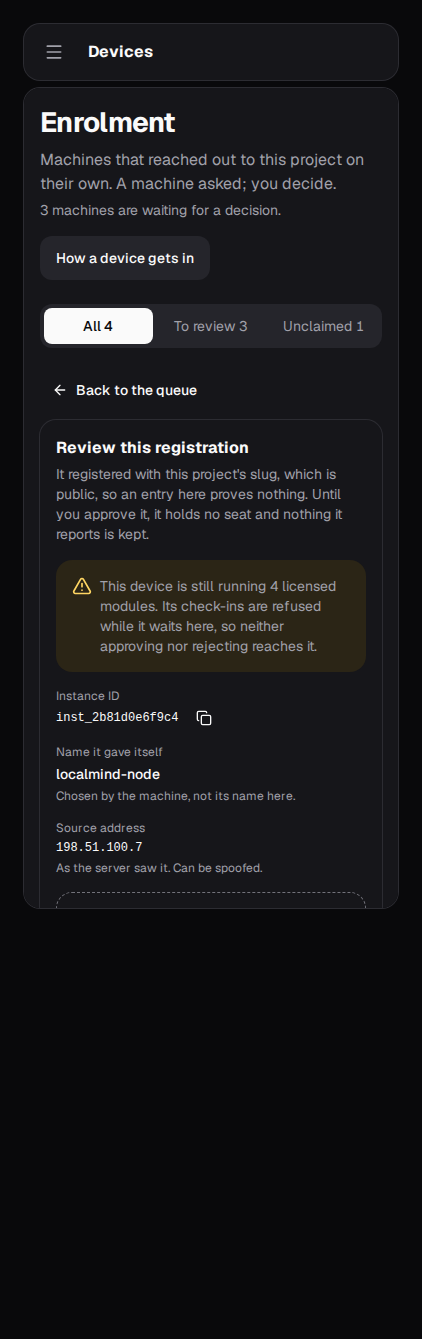 Devices
Enrolment
Machines that reached out to this project on
their own. A machine asked; you decide.
3 machines are waiting for a decision.
How a device gets in
All 4
To review 3
Unclaimed 1
Back to the queue
Review this registration
It registered with this project's slug, which is
public, so an entry here proves nothing. Until
you approve it, it holds no seat and nothing it
reports is kept.
This device is still running 4 licensed
modules. Its check-ins are refused
while it waits here, so neither
approving nor rejecting reaches it.
Instance ID
inst_2b81d0e6f9c4
Name it gave itself
localmind-node
Chosen by the machine, not its name here.
Source address
198.51.100.7
As the server saw it. Can be spoofed.